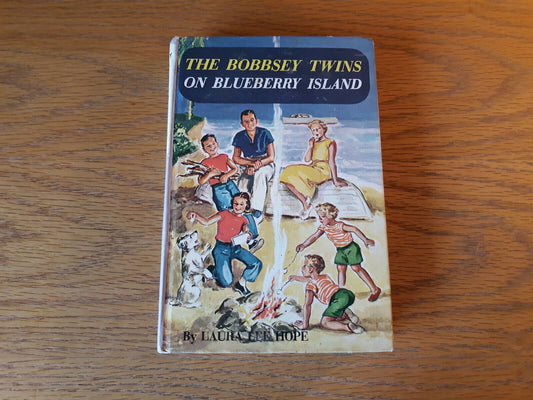 THE BOBBSEY TWINS
ON BLUEBERRY ISLAND
By LAURA LEE HOPE